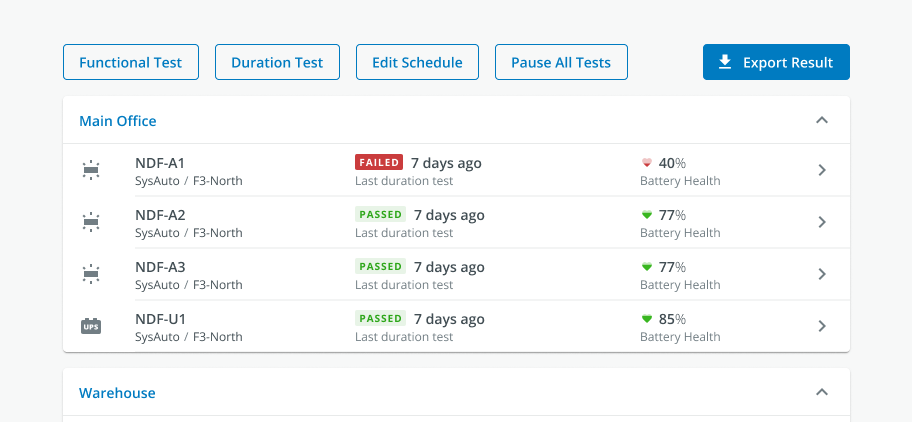 Functional Test Duration Test Edit Schedule Pause All Tests Export Result
Main Office
NDF-A1 FAILED 7 days ago 40%
SysAuto / F3-North Last duration test Battery Health
NDF-A2 PASSED 7 days ago 77%
SysAuto / F3-North Last duration test Battery Health
NDF-A3 PASSED 7 days ago 77%
SysAuto / F3-North Last duration test Battery Health
UPS NDF-U1 PASSED 7 days ago 85%
SysAuto / F3-North Last duration test Battery Health
Warehouse